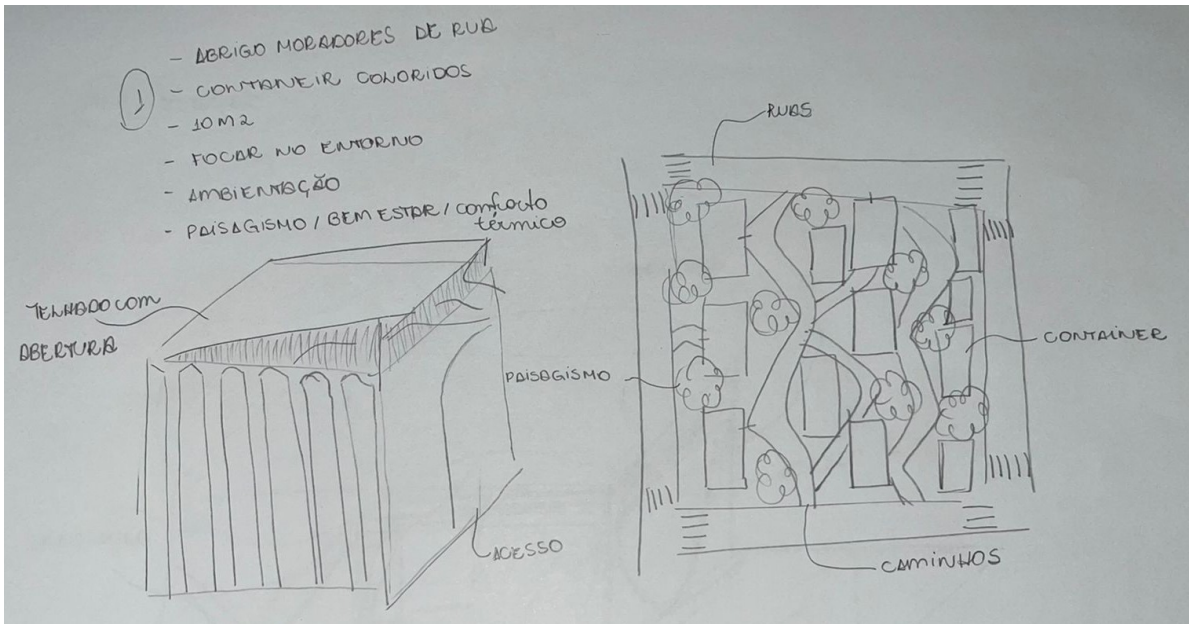 ① - ABRIGO MORADORES DE RUA
- CONTANEIR COLORIDOS
- 10M2
- FOCAR NO ENTORNO
- AMBIENTAÇÃO
- PAISAGISMO / BEM ESTAR / conforto
térmico
TELHADO COM
ABERTURA
ACESSO
RUAS
PAISAGISMO
CONTAINER
CAMINHOS